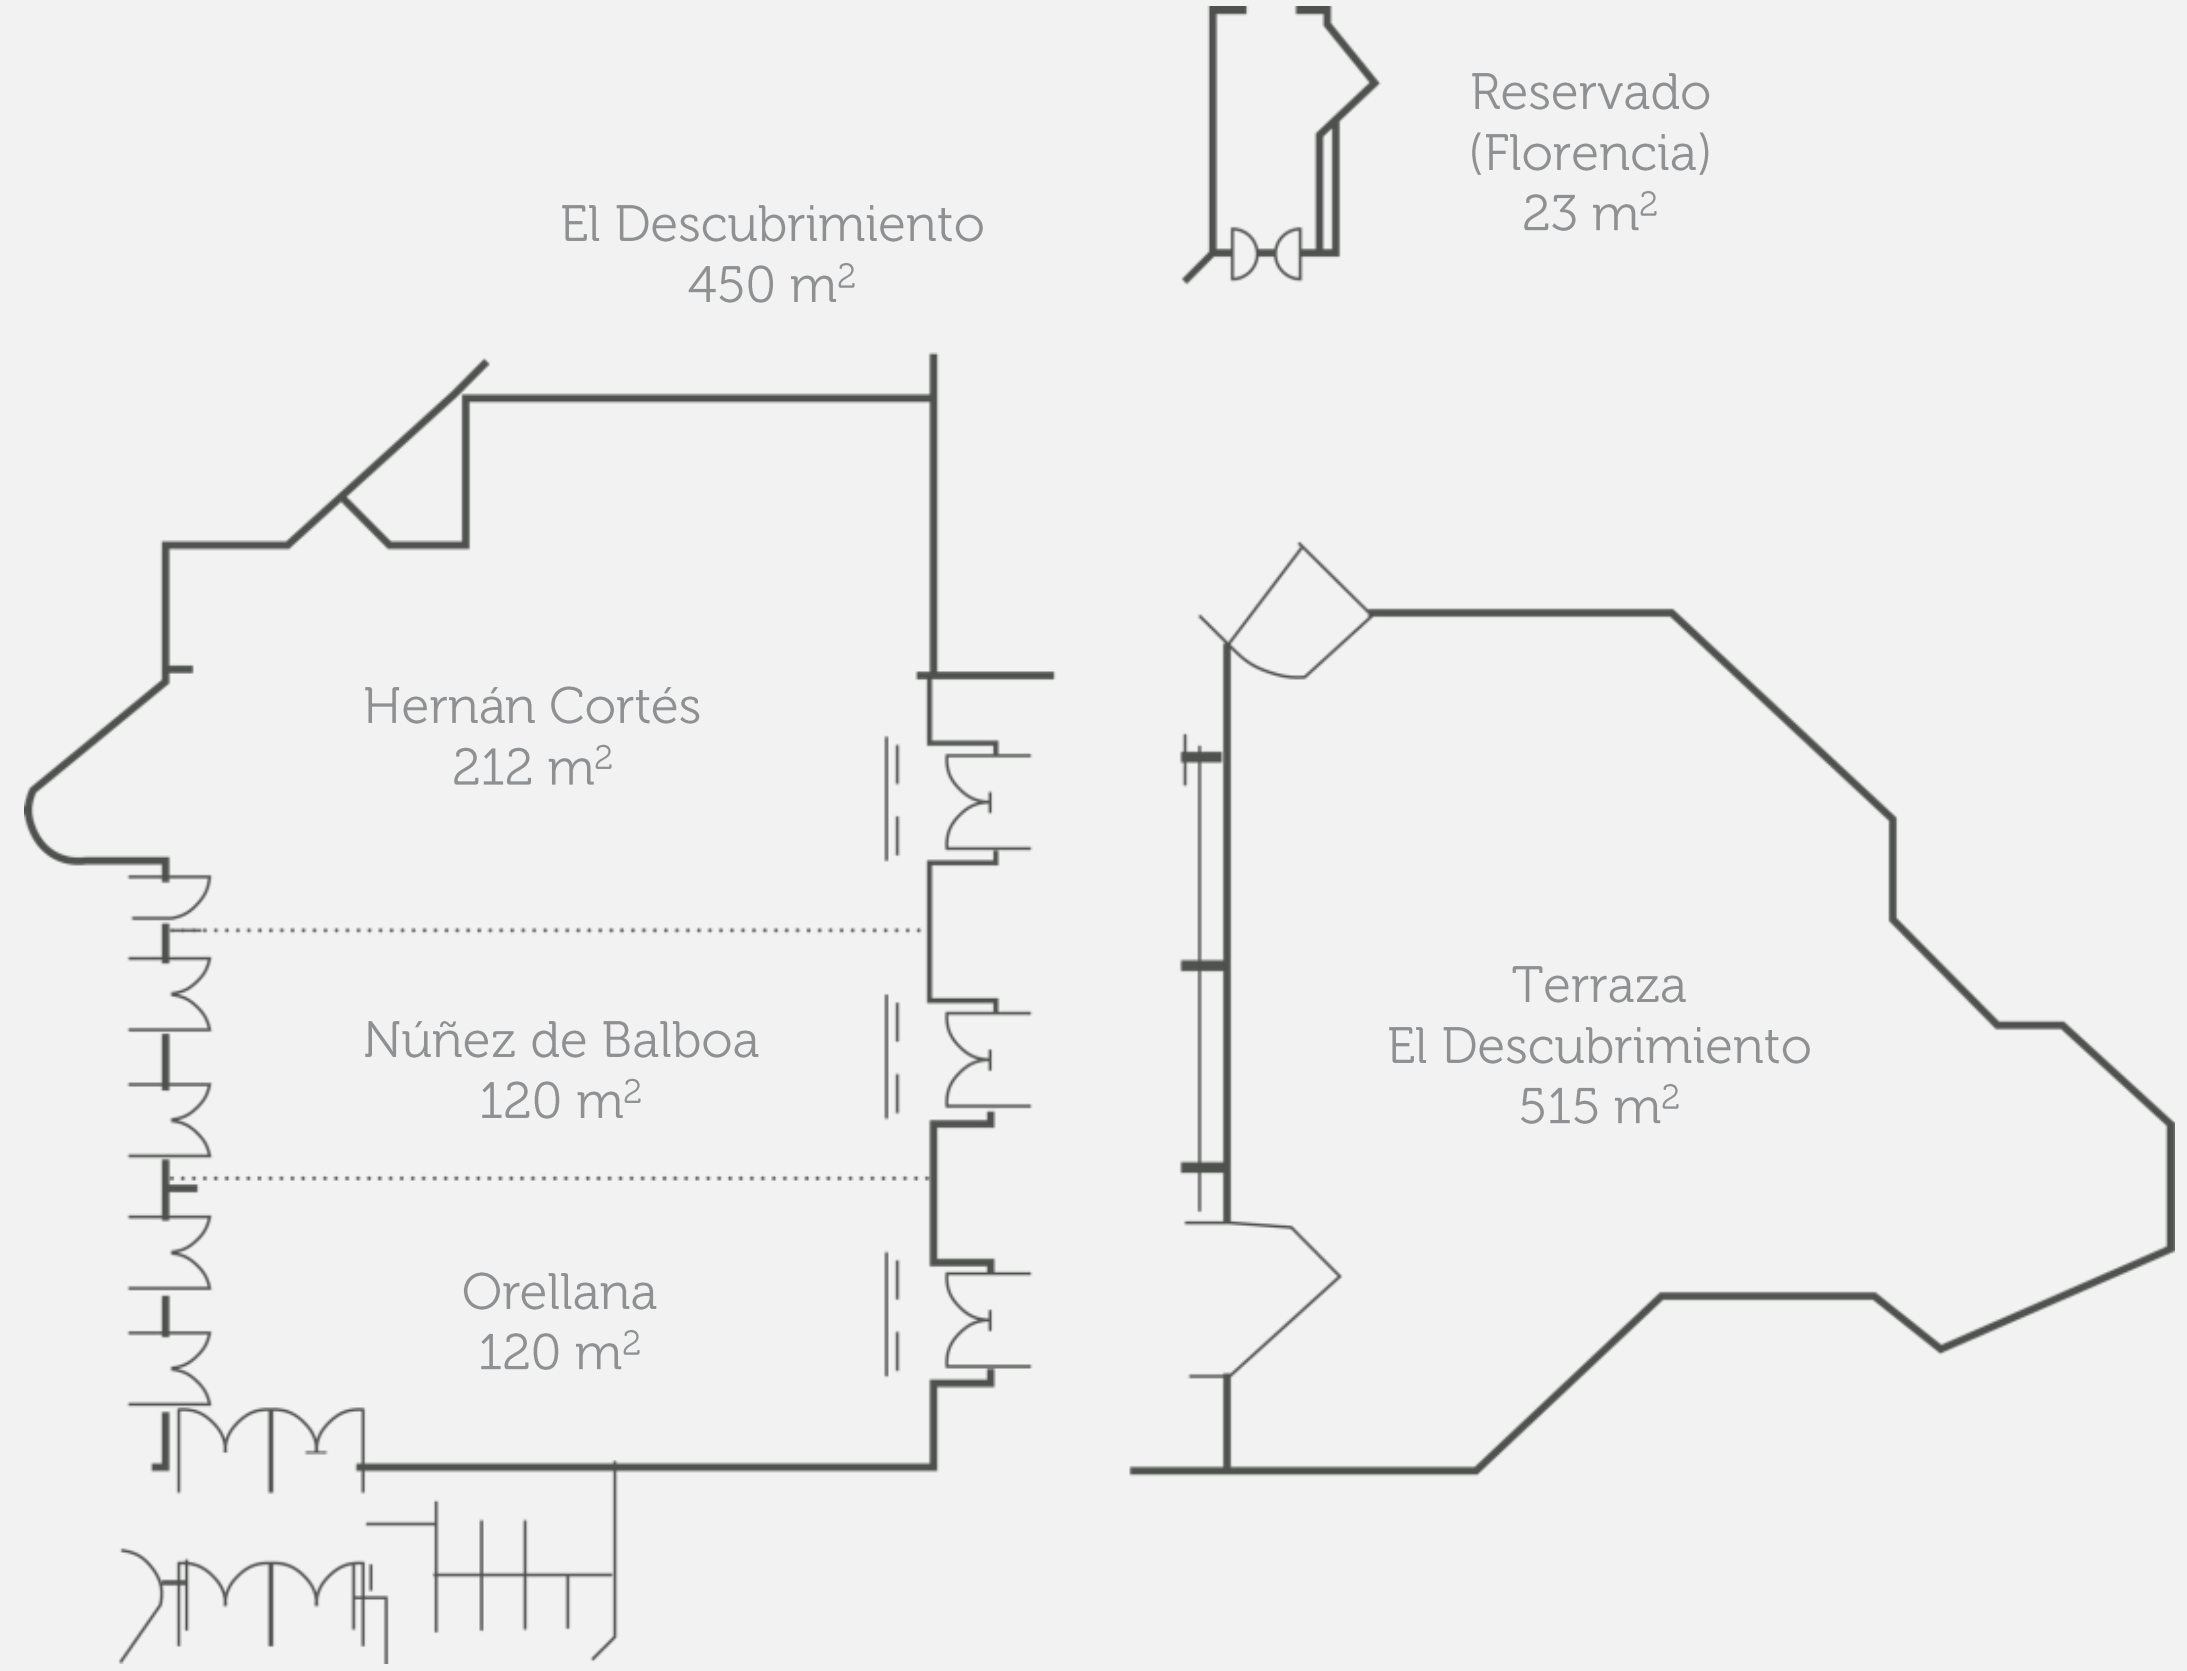 Reservado
(Florencia)
23 m²
El Descubrimiento
450 m²
Hernán Cortés
212 m²
Núñez de Balboa
120 m²
Orellana
120 m²
Terraza
El Descubrimiento
515 m²